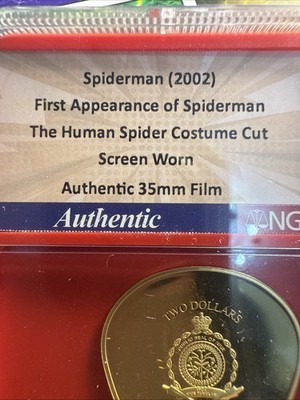 Spiderman (2002)
First Appearance of Spiderman
The Human Spider Costume Cut
Screen Worn
Authentic 35mm Film
Authentic
NG
TWO DOLLARS